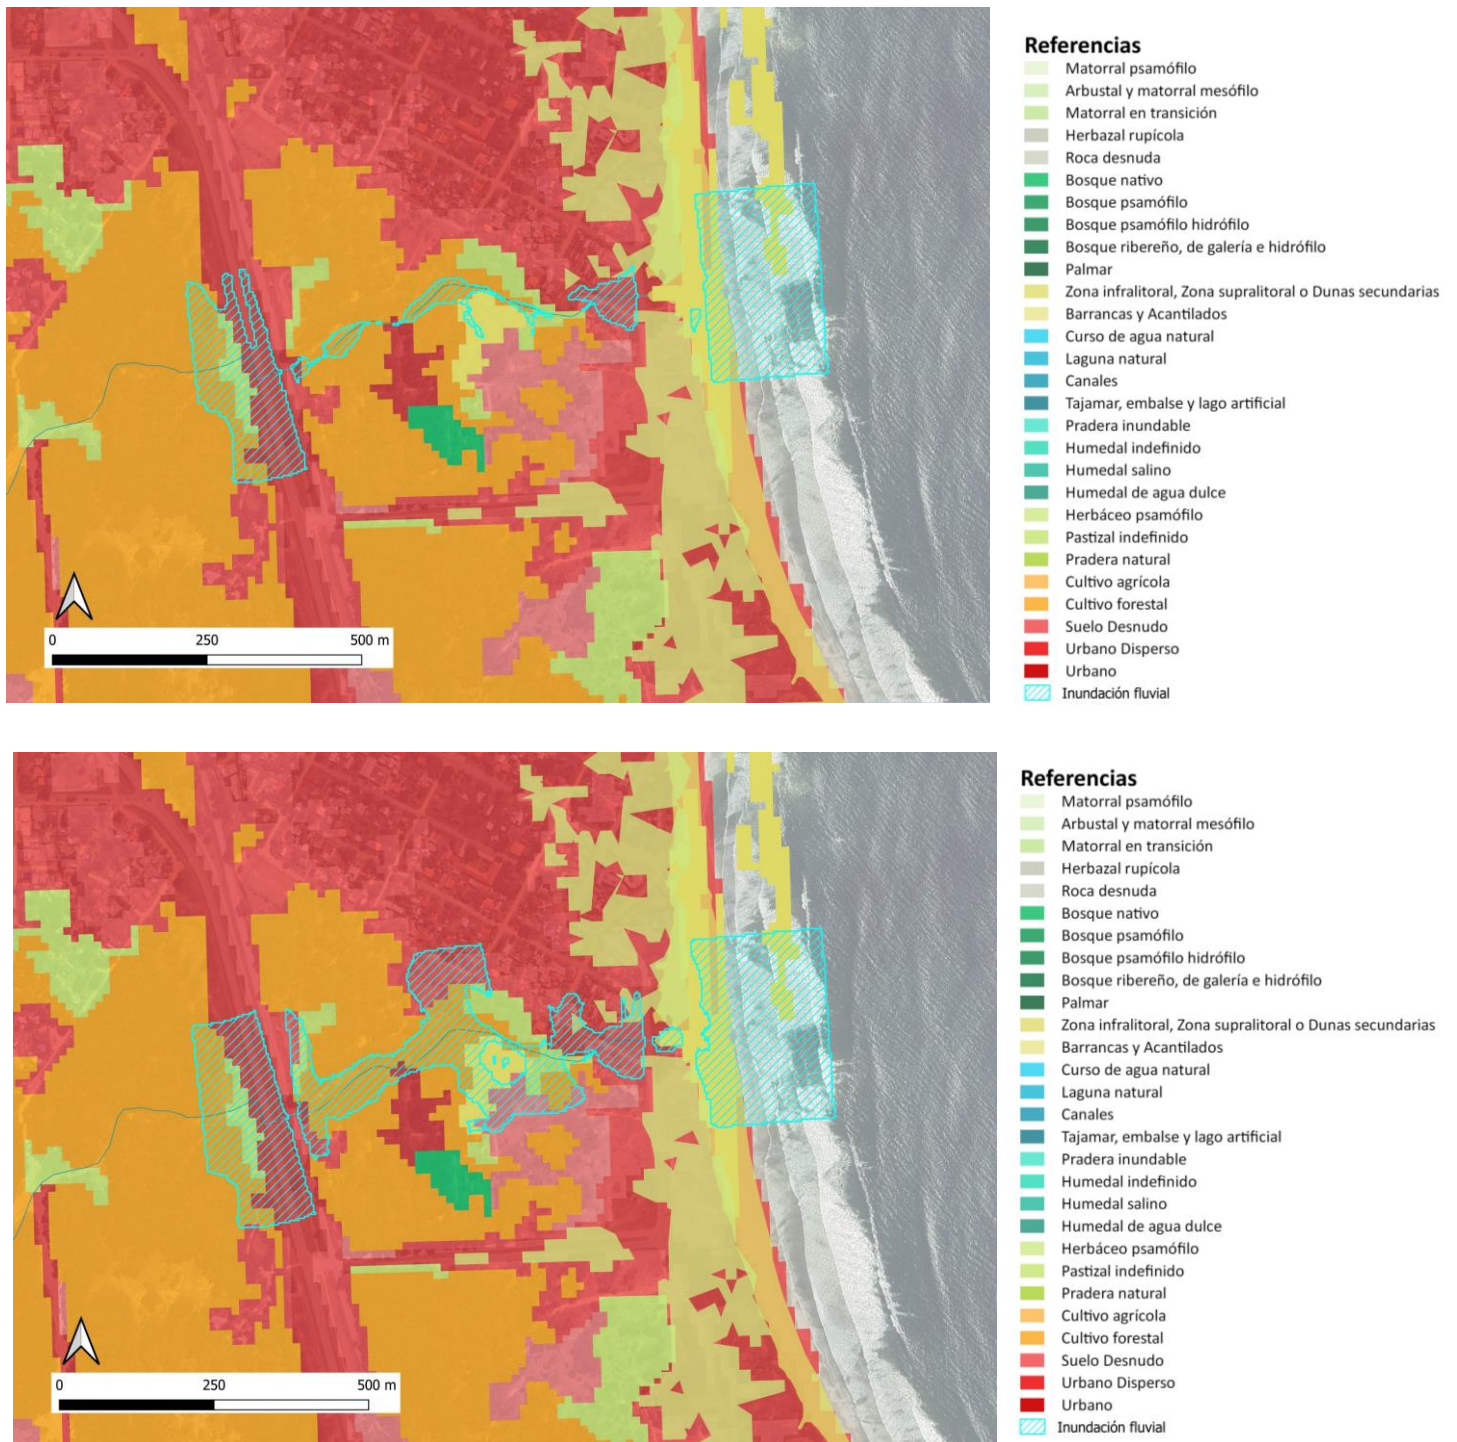 Referencias
Matorral psamófilo
Arbustal y matorral mesófilo
Matorral en transición
Herbazal rupícola
Roca desnuda
Bosque nativo
Bosque psamófilo
Bosque psamófilo hidrófilo
Bosque ribereño, de galería e hidrófilo
Palmar
Zona infralitoral, Zona supralitoral o Dunas secundarias
Barrancas y Acantilados
Curso de agua natural
Laguna natural
Canales
Tajamar, embalse y lago artificial
Pradera inundable
Humedal indefinido
Humedal salino
Humedal de agua dulce
Herbáceo psamófilo
Pastizal indefinido
Pradera natural
Cultivo agrícola
Cultivo forestal
Suelo Desnudo
Urbano Disperso
Urbano
Inundación fluvial
0 250 500 m
Referencias
Matorral psamófilo
Arbustal y matorral mesófilo
Matorral en transición
Herbazal rupícola
Roca desnuda
Bosque nativo
Bosque psamófilo
Bosque psamófilo hidrófilo
Bosque ribereño, de galería e hidrófilo
Palmar
Zona infralitoral, Zona supralitoral o Dunas secundarias
Barrancas y Acantilados
Curso de agua natural
Laguna natural
Canales
Tajamar, embalse y lago artificial
Pradera inundable
Humedal indefinido
Humedal salino
Humedal de agua dulce
Herbáceo psamófilo
Pastizal indefinido
Pradera natural
Cultivo agrícola
Cultivo forestal
Suelo Desnudo
Urbano Disperso
Urbano
Inundación fluvial
0 250 500 m